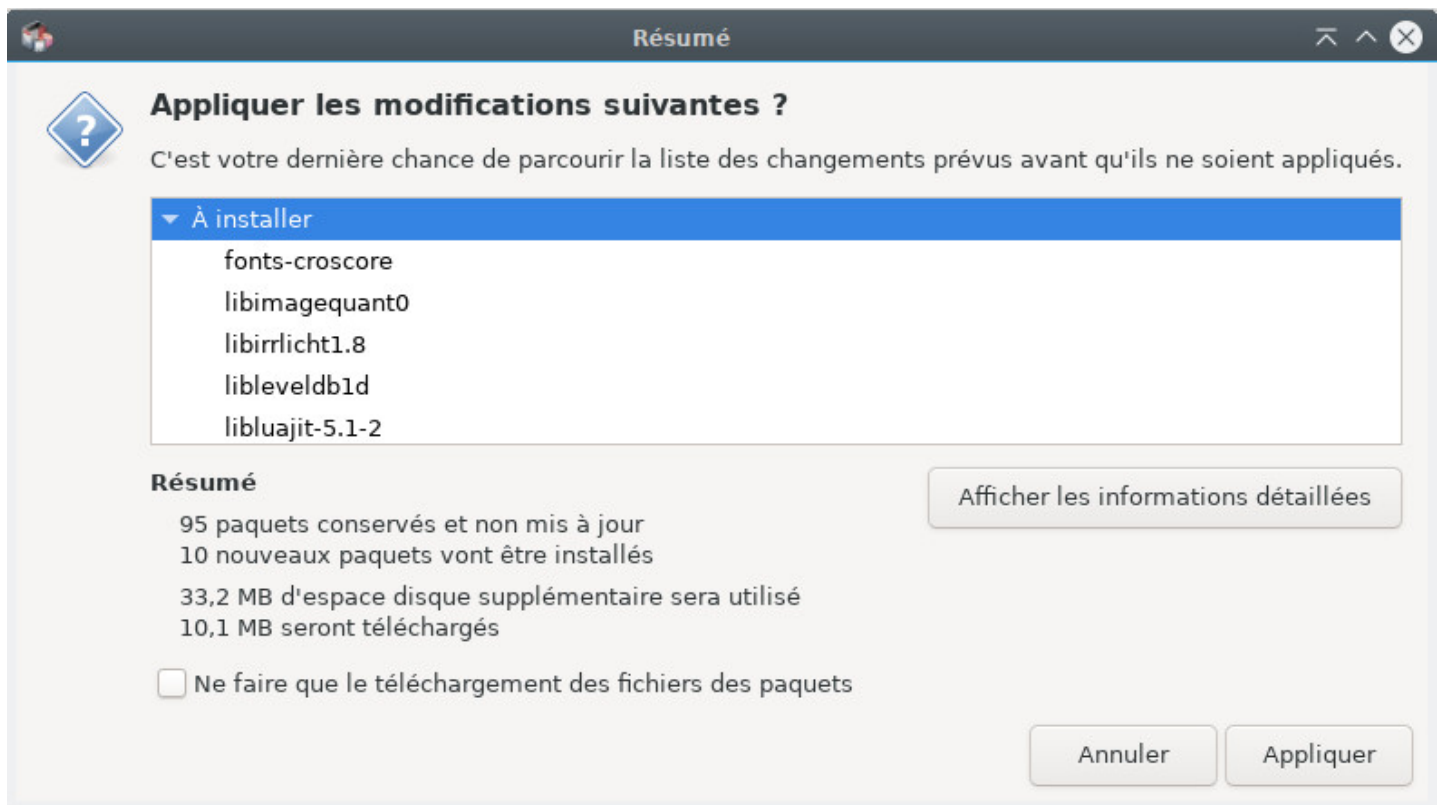 Résumé
Appliquer les modifications suivantes ?
C'est votre dernière chance de parcourir la liste des changements prévus avant qu'ils ne soient appliqués.
À installer
fonts-croscore
libimagequant0
libirrlicht1.8
libleveldb1d
libluajit-5.1-2
Résumé
Afficher les informations détaillées
95 paquets conservés et non mis à jour
10 nouveaux paquets vont être installés
33,2 MB d'espace disque supplémentaire sera utilisé
10,1 MB seront téléchargés
Ne faire que le téléchargement des fichiers des paquets
Annuler
Appliquer